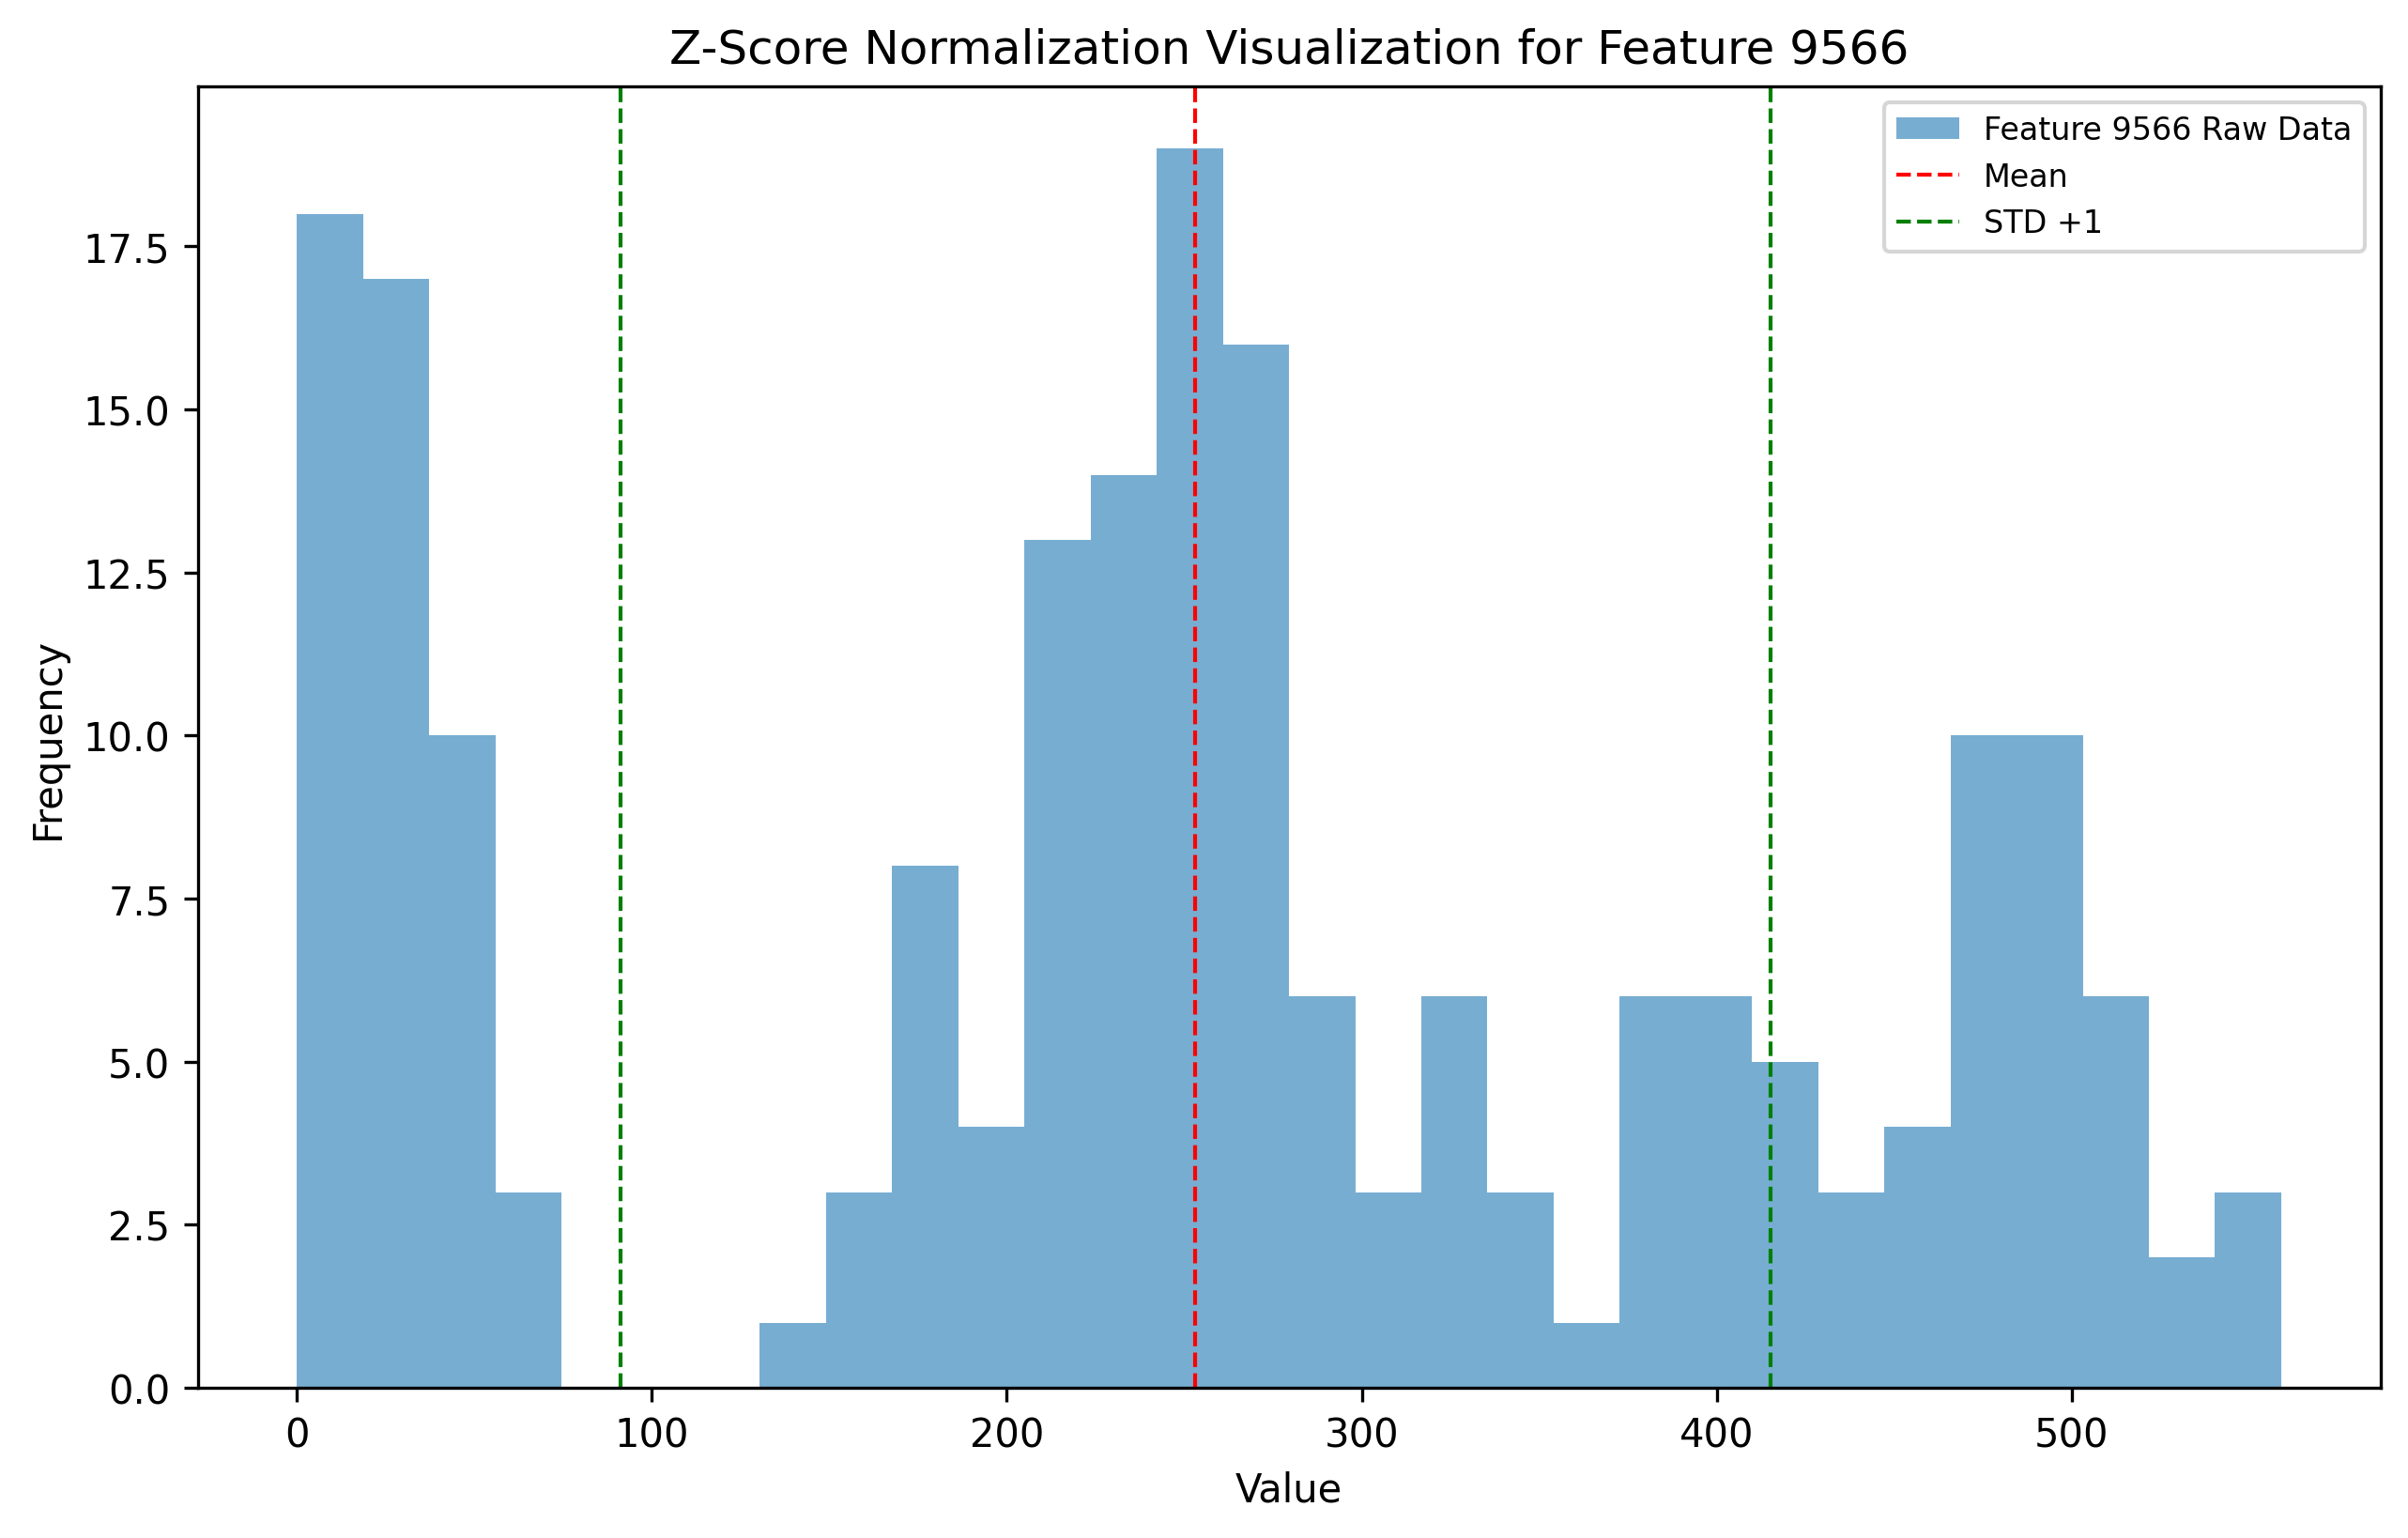 Z-Score Normalization Visualization for Feature 9566
Feature 9566 Raw Data
Mean
STD +1
17.5
15.0
12.5
10.0
7.5
5.0
2.5
0.0
Frequency
0 100 200 300 400 500
Value